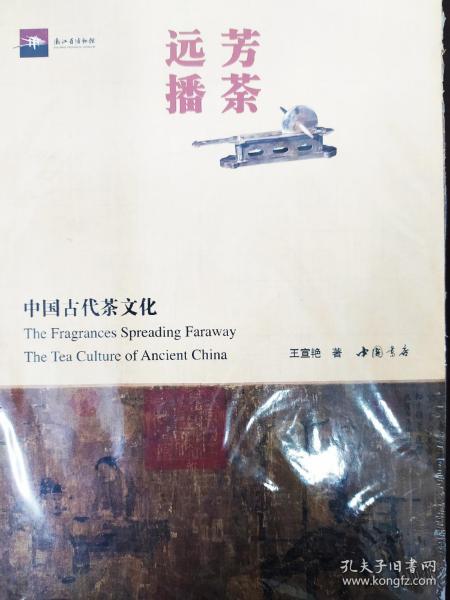 浙江省博物馆
芳荼
远播
中国古代茶文化
The Fragrances Spreading Faraway
The Tea Culture of Ancient China
王宣艳 著 中国书店
孔夫子旧书网
www.kongfz.com